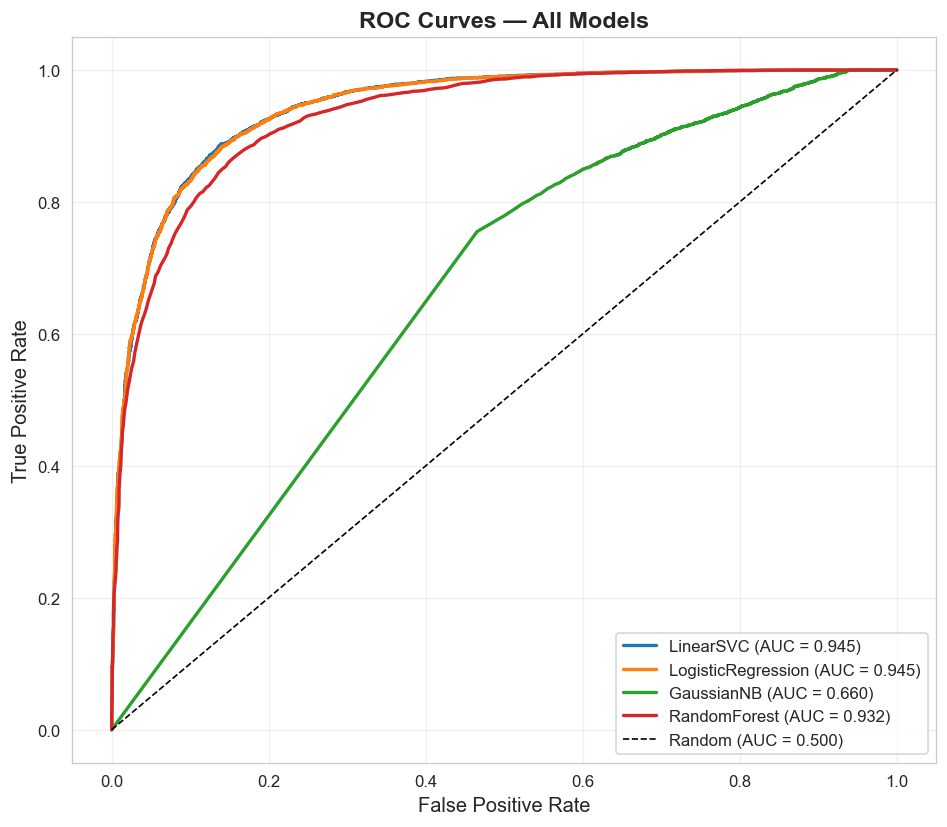 ROC Curves — All Models
True Positive Rate
1.0
0.8
0.6
0.4
0.2
0.0
0.0 0.2 0.4 0.6 0.8 1.0
False Positive Rate
LinearSVC (AUC = 0.945)
LogisticRegression (AUC = 0.945)
GaussianNB (AUC = 0.660)
RandomForest (AUC = 0.932)
Random (AUC = 0.500)